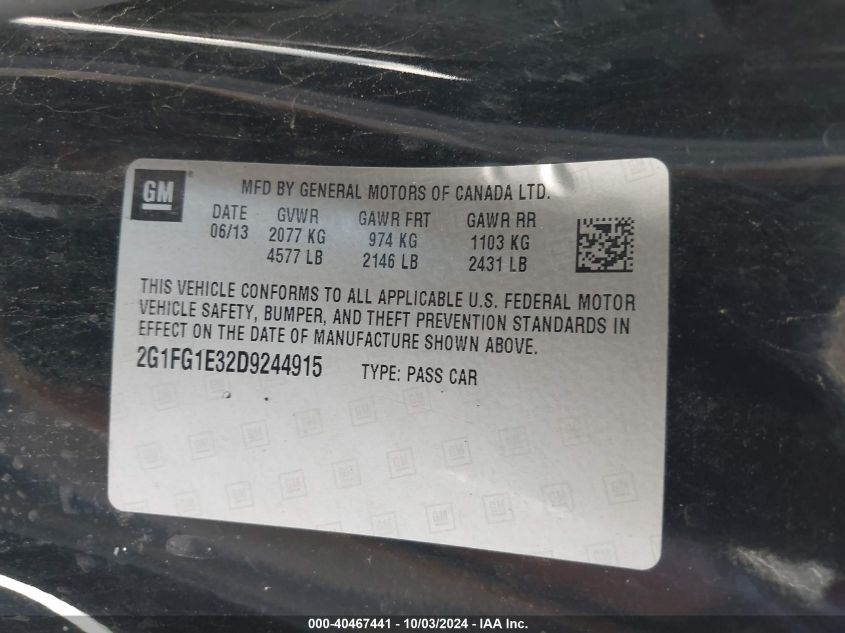 GM ®
MFD BY GENERAL MOTORS OF CANADA LTD.
DATE GVWR GAWR FRT GAWR RR
06/13 2077 KG 974 KG 1103 KG
4577 LB 2146 LB 2431 LB
THIS VEHICLE CONFORMS TO ALL APPLICABLE U.S. FEDERAL MOTOR
VEHICLE SAFETY, BUMPER, AND THEFT PREVENTION STANDARDS IN
EFFECT ON THE DATE OF MANUFACTURE SHOWN ABOVE.
2G1FG1E32D9244915 TYPE: PASS CAR
000-40467441 - 10/03/2024 - IAA Inc.